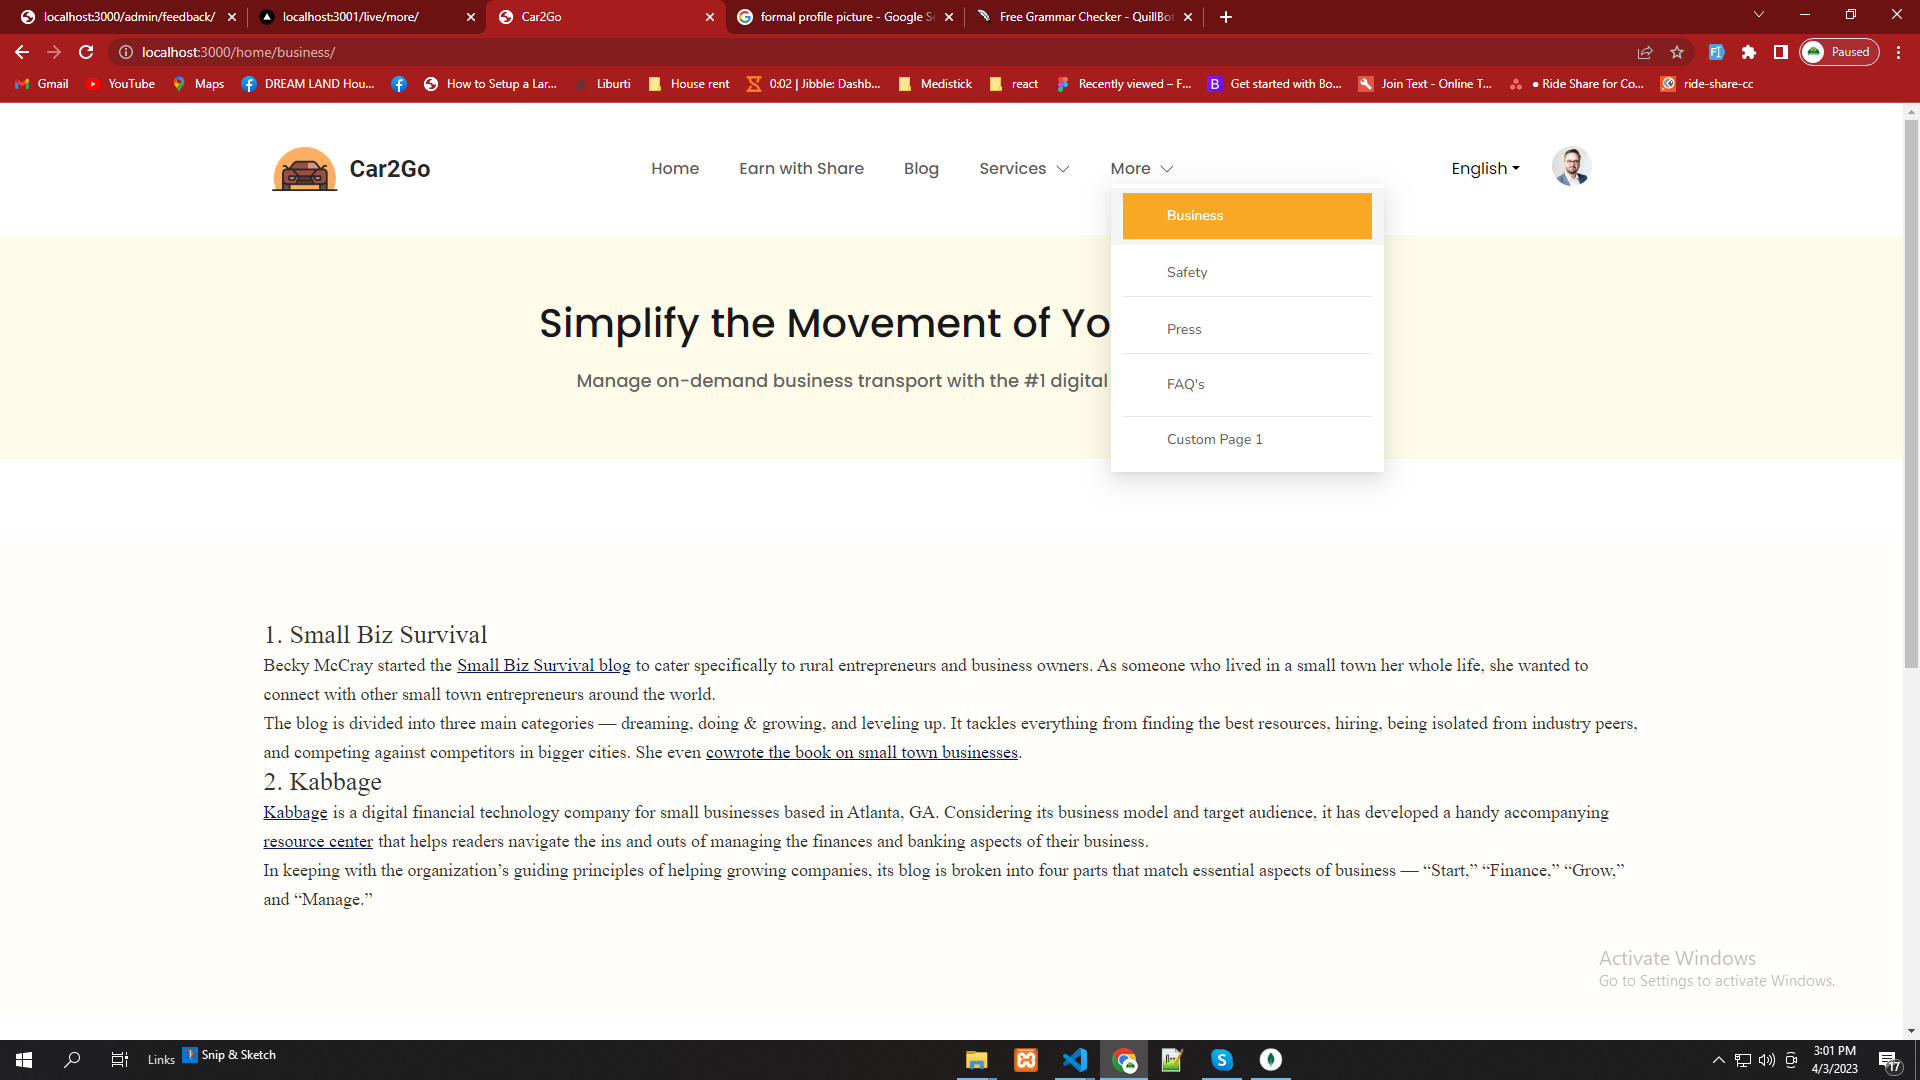 localhost:3000/admin/feedback/
localhost:3001/live/more/
Car2Go
formal profile picture - Google Se
Free Grammar Checker - QuillBo
localhost:3000/home/business/
Paused
Gmail
YouTube
Maps
DREAM LAND Hou...
How to Setup a Lar...
Liburti
House rent
0:02 | Jibble: Dashb...
Medistick
react
Recently viewed – F...
Get started with Bo...
Join Text - Online T...
● Ride Share for Co...
ride-share-cc
Car2Go
Home
Earn with Share
Blog
Services
More
English
Business
Safety
Press
FAQ's
Custom Page 1
Simplify the Movement of Yo
Manage on-demand business transport with the #1 digital
1. Small Biz Survival
Becky McCray started the Small Biz Survival blog to cater specifically to rural entrepreneurs and business owners. As someone who lived in a small town her whole life, she wanted to
connect with other small town entrepreneurs around the world.
The blog is divided into three main categories — dreaming, doing & growing, and leveling up. It tackles everything from finding the best resources, hiring, being isolated from industry peers,
and competing against competitors in bigger cities. She even cowrote the book on small town businesses.
2. Kabbage
Kabbage is a digital financial technology company for small businesses based in Atlanta, GA. Considering its business model and target audience, it has developed a handy accompanying
resource center that helps readers navigate the ins and outs of managing the finances and banking aspects of their business.
In keeping with the organization’s guiding principles of helping growing companies, its blog is broken into four parts that match essential aspects of business — “Start,” “Finance,” “Grow,”
and “Manage.”
Activate Windows
Go to Settings to activate Windows.
Links
Snip & Sketch
3:01 PM
4/3/2023
17